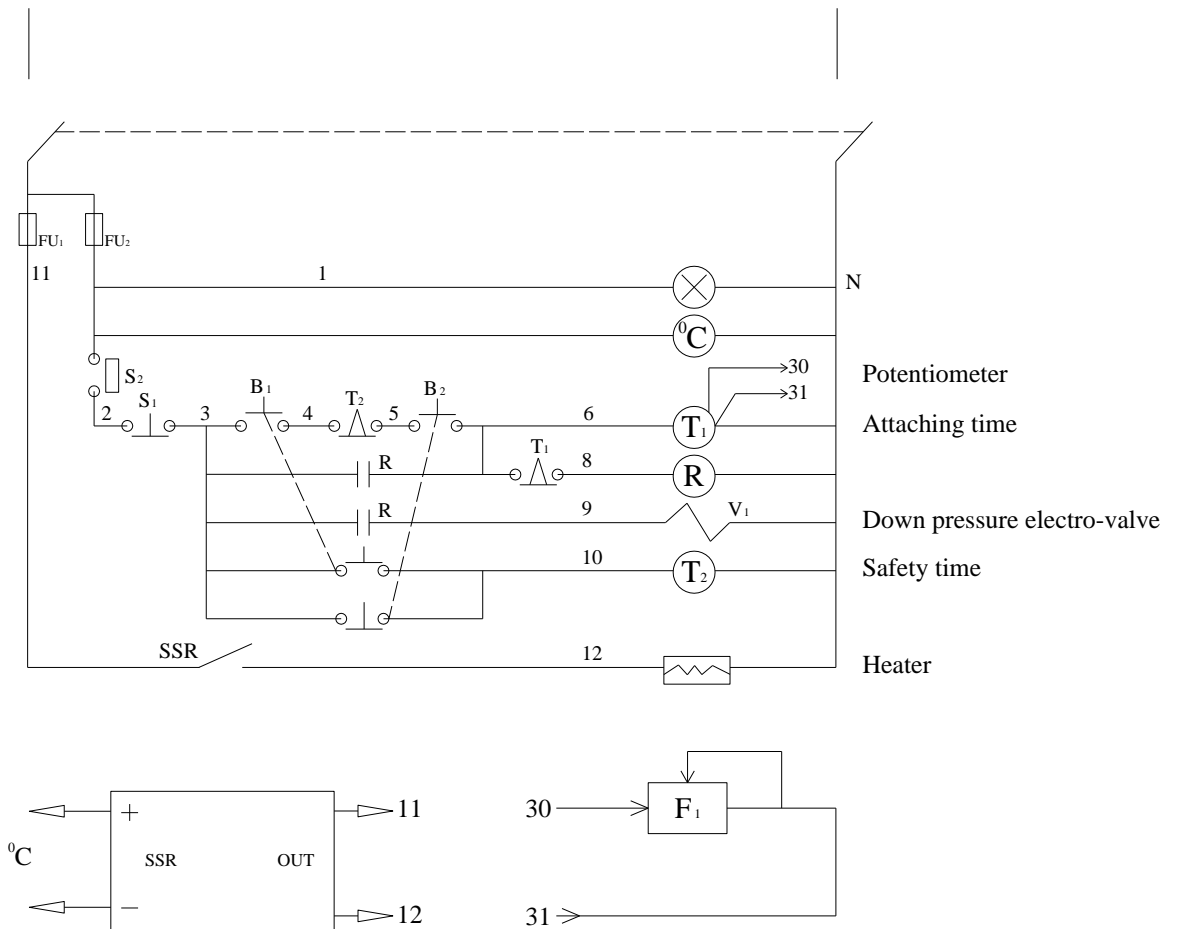 FU₁ FU₂
11
1
N
⁰C
S₂
30
Potentiometer
31
2 S₁ 3 B₁ 4 T₂ 5 B₂ 6 T₁
Attaching time
R T₁ 8 R
R 9 V₁
Down pressure electro-valve
10 T₂
Safety time
SSR 12
Heater
+ 11 30 F₁
⁰C SSR OUT
− 12 31